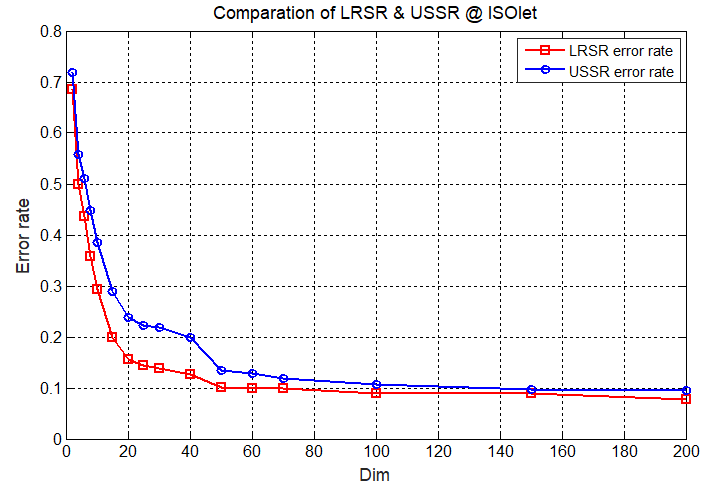 Comparation of LRSR & USSR @ ISOlet
LRSR error rate
USSR error rate
0.8
0.7
0.6
0.5
0.4
0.3
0.2
0.1
0
Error rate
0 20 40 60 80 100 120 140 160 180 200
Dim